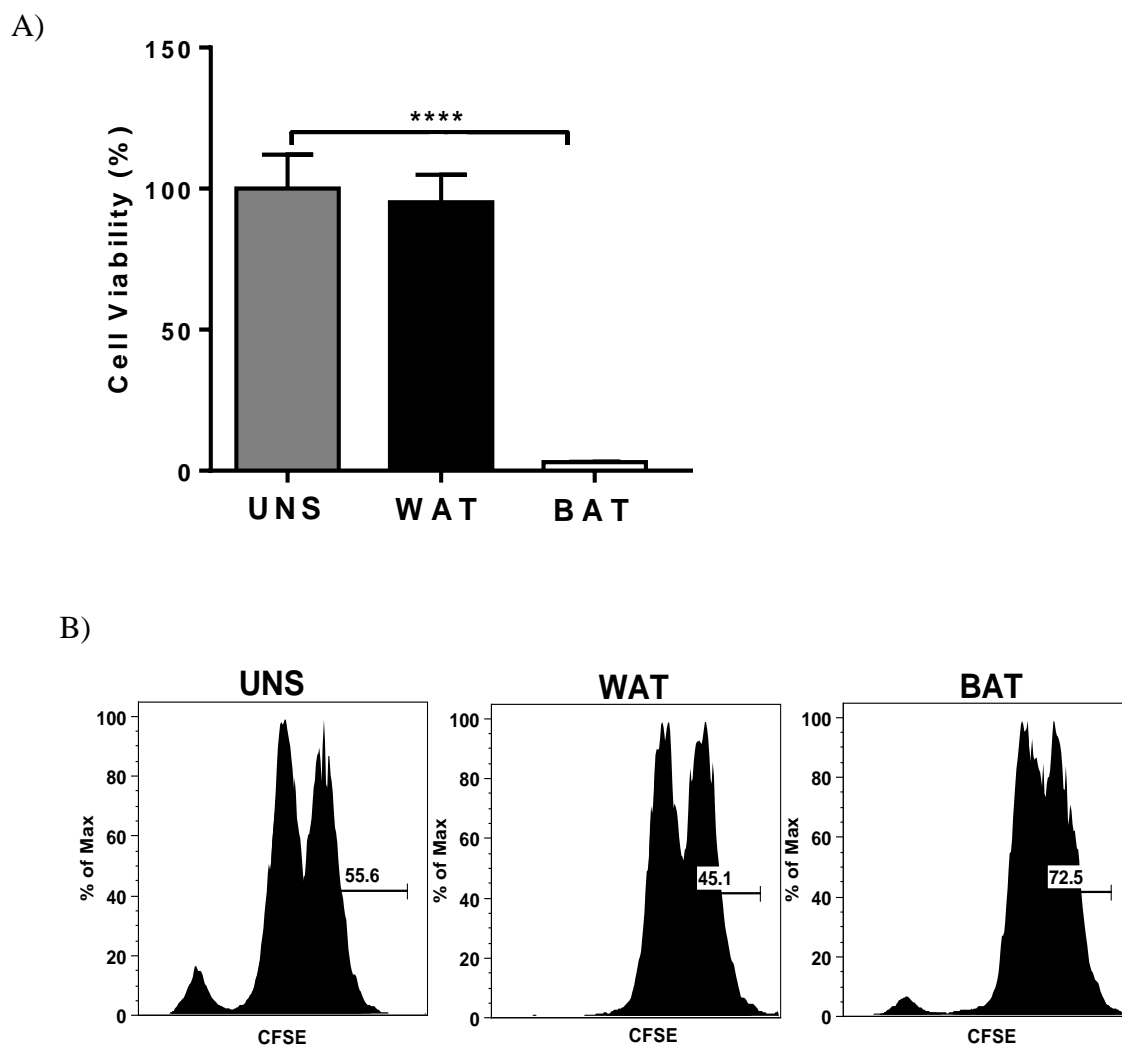 A)
Cell Viability (%)
150
100
50
0
****
UNS WAT BAT
B)
UNS
% of Max
100
80
60
40
20
0
55.6
CFSE
WAT
% of Max
100
80
60
40
20
0
45.1
CFSE
BAT
% of Max
100
80
60
40
20
0
72.5
CFSE